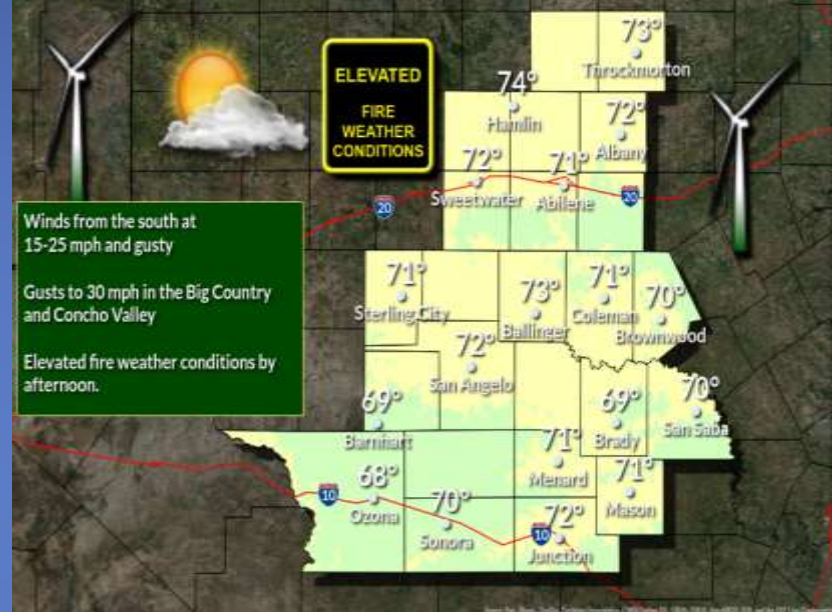 73°
Throckmorton
ELEVATED
FIRE
WEATHER
CONDITIONS
74°
Hamlin
72°
Albany
72°
Sweetwater
71°
Abilene
20
20
Winds from the south at
15-25 mph and gusty
Gusts to 30 mph in the Big Country
and Concho Valley
Elevated fire weather conditions by
afternoon.
71°
Sterling City
73°
Ballinger
71°
Coleman
70°
Brownwood
72°
San Angelo
69°
Barnhart
69°
Brady
70°
San Saba
71°
Menard
71°
Mason
10
68°
Ozona
70°
Sonora
10
72°
Junction